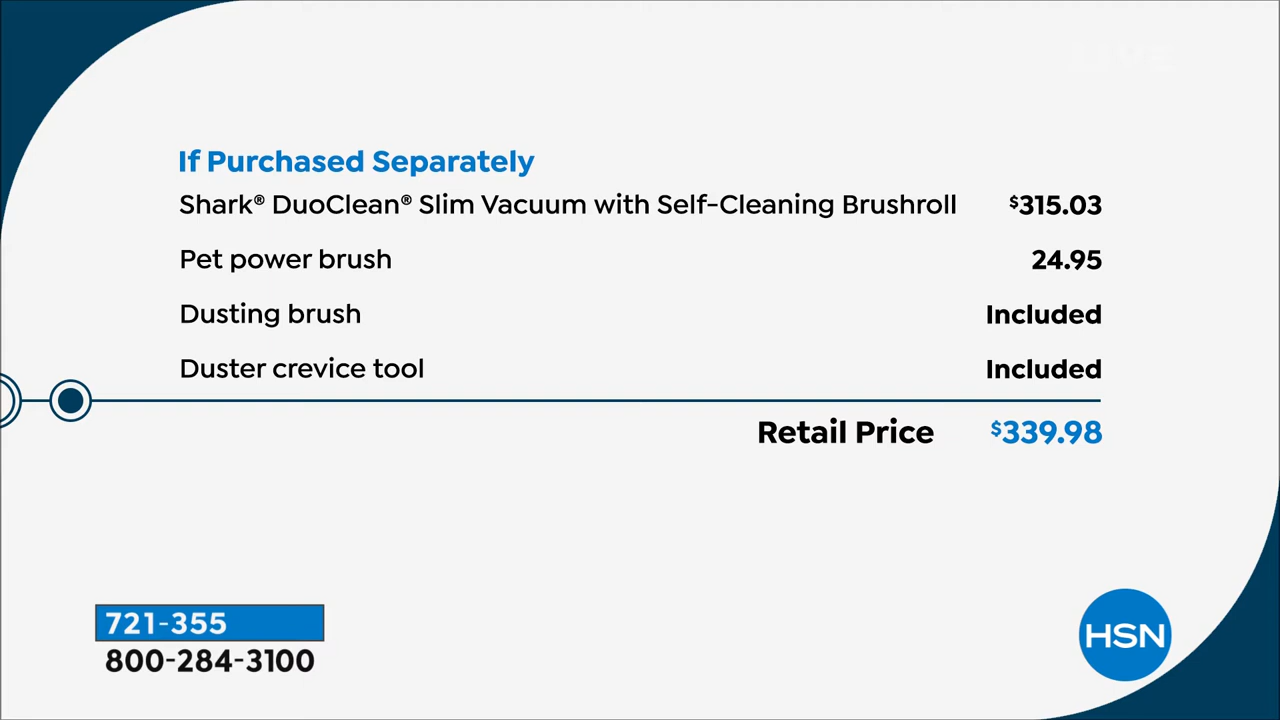 If Purchased Separately
Shark® DuoClean® Slim Vacuum with Self-Cleaning Brushroll $315.03
Pet power brush 24.95
Dusting brush Included
Duster crevice tool Included
Retail Price $339.98
721-355
800-284-3100
HSN